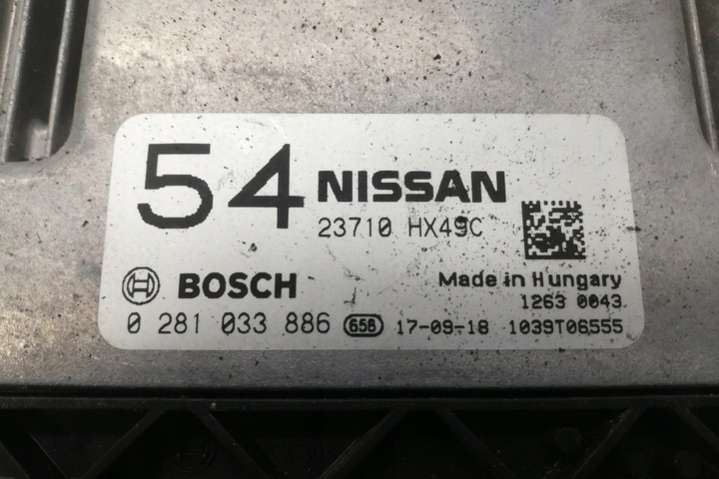 54 NISSAN
23710 HX49C
BOSCH Made in Hungary
1263 0043
0 281 033 886 658 17-09-18 1039T06555